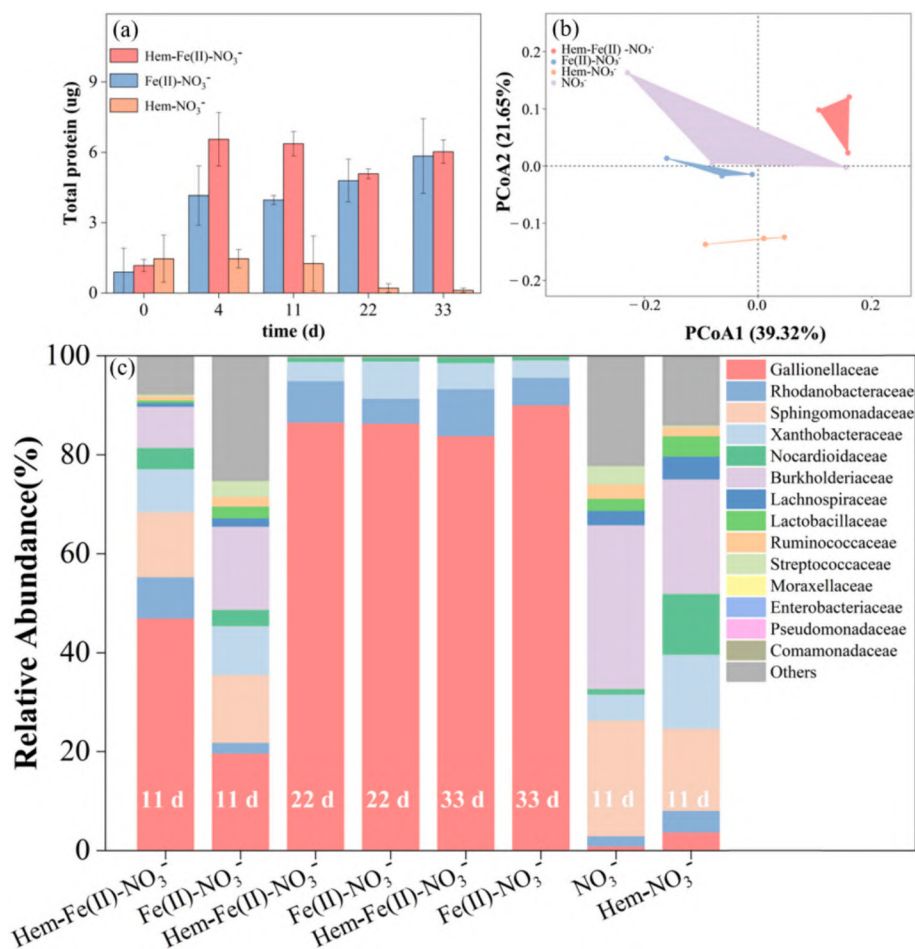 (a)
Hem-Fe(II)-NO₃⁻
Fe(II)-NO₃⁻
Hem-NO₃⁻
Total protein (ug)
9
6
3
0
0 4 11 22 33
time (d)
(b)
Hem-Fe(II) -NO₃⁻
Fe(II)-NO₃⁻
Hem-NO₃⁻
NO₃⁻
PCoA2 (21.65%)
0.2
0.1
0.0
−0.1
−0.2
−0.2 0.0 0.2
PCoA1 (39.32%)
(c)
Relative Abundance(%)
100
80
60
40
20
0
11 d 11 d 22 d 22 d 33 d 33 d 11 d 11 d
Hem-Fe(II)-NO₃⁻
Fe(II)-NO₃⁻
Hem-Fe(II)-NO₃⁻
Fe(II)-NO₃⁻
Hem-Fe(II)-NO₃⁻
Fe(II)-NO₃⁻
NO₃⁻
Hem-NO₃⁻
Gallionellaceae
Rhodanobacteraceae
Sphingomonadaceae
Xanthobacteraceae
Nocardioidaceae
Burkholderiaceae
Lachnospiraceae
Lactobacillaceae
Ruminococcaceae
Streptococcaceae
Moraxellaceae
Enterobacteriaceae
Pseudomonadaceae
Comamonadaceae
Others